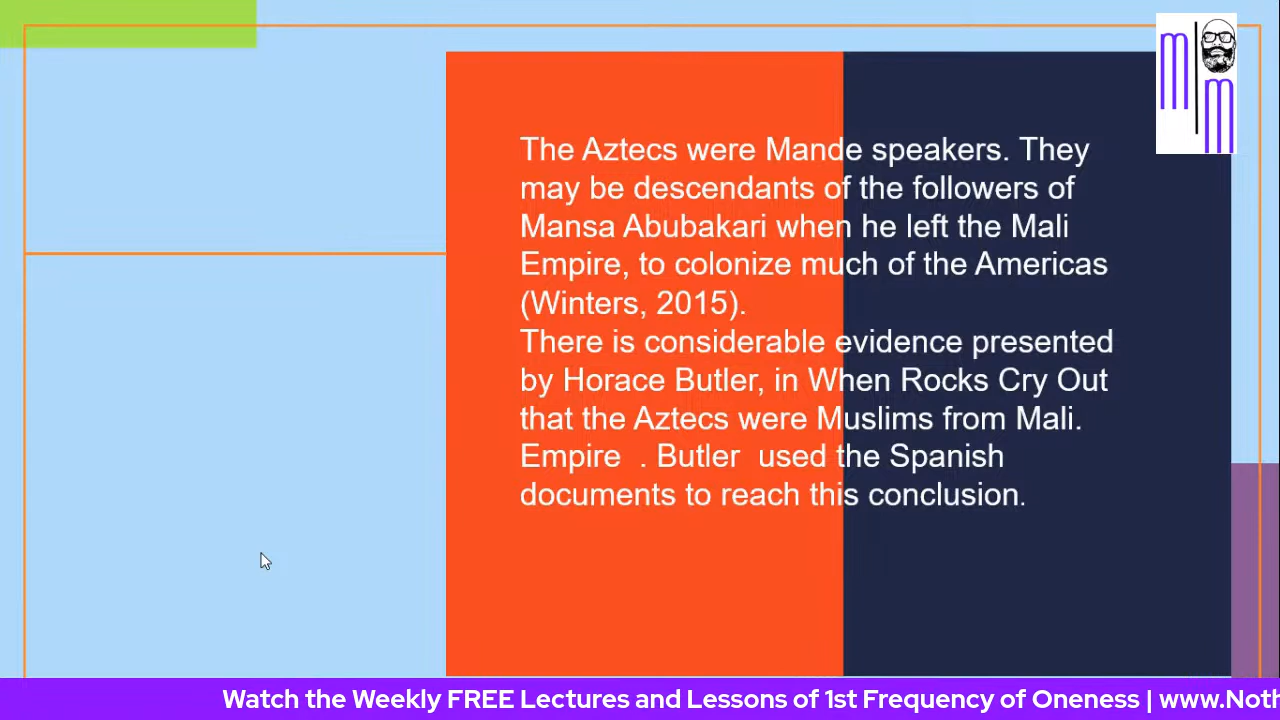 m m
The Aztecs were Mande speakers. They
may be descendants of the followers of
Mansa Abubakari when he left the Mali
Empire, to colonize much of the Americas
(Winters, 2015).
There is considerable evidence presented
by Horace Butler, in When Rocks Cry Out
that the Aztecs were Muslims from Mali.
Empire . Butler used the Spanish
documents to reach this conclusion.
Watch the Weekly FREE Lectures and Lessons of 1st Frequency of Oneness | www.Noth